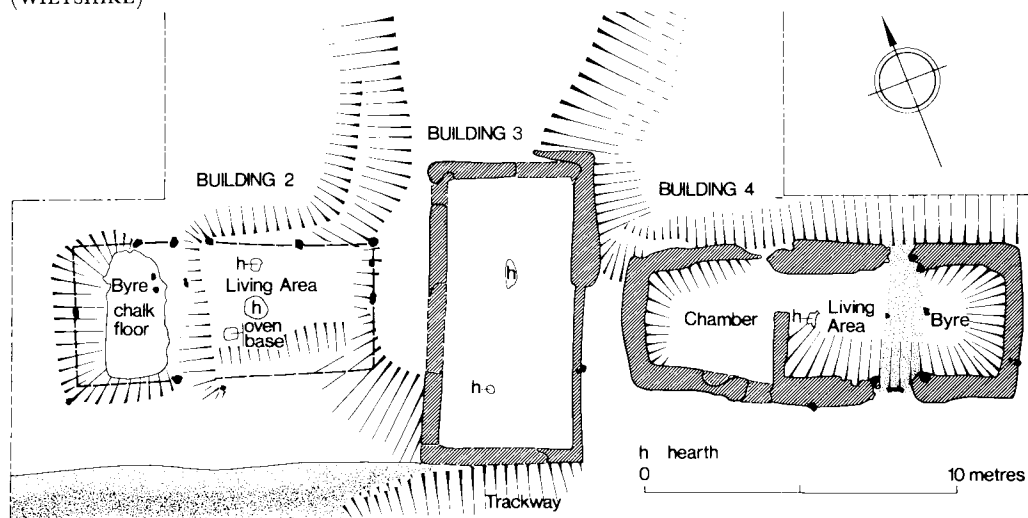 (WILTSHIRE)
BUILDING 3
BUILDING 2
BUILDING 4
h
Byre
chalk
floor
Living Area
h
oven
base
h
h
Chamber
h
Living
Area
Byre
h hearth
0 10 metres
Trackway